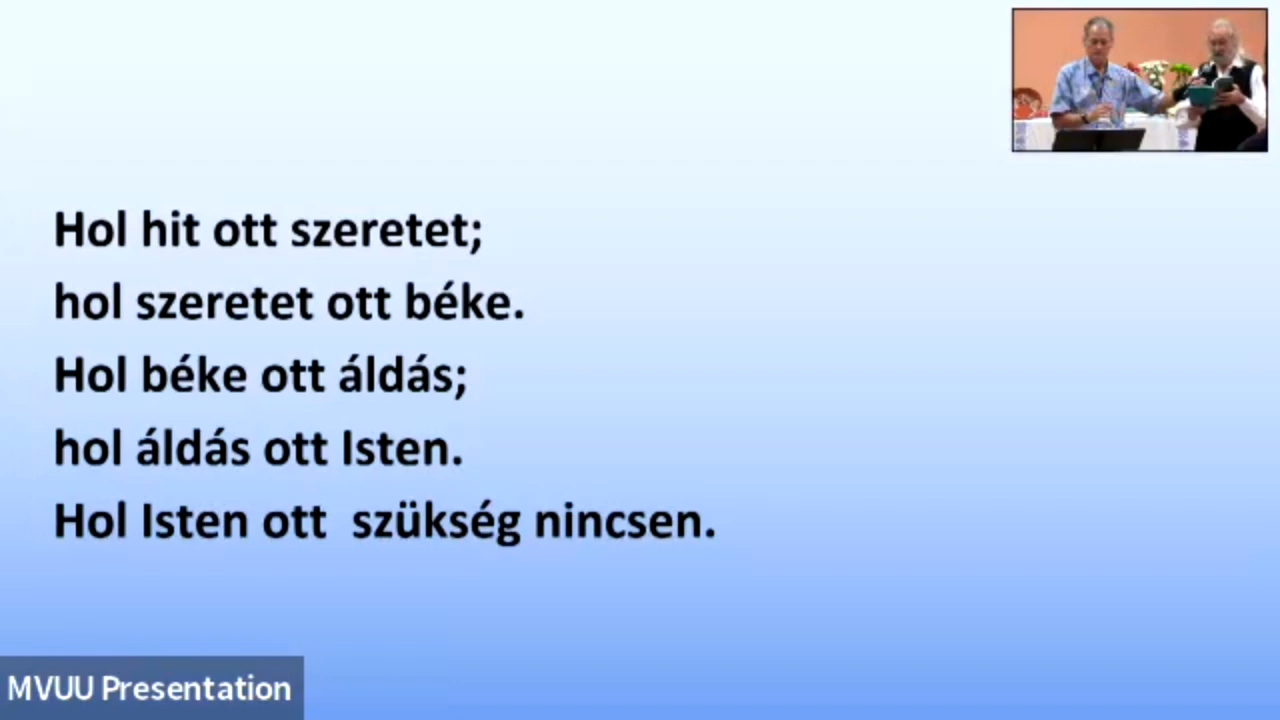 Hol hit ott szeretet;
hol szeretet ott béke.
Hol béke ott áldás;
hol áldás ott Isten.
Hol Isten ott  szükség nincsen.
MVUU Presentation